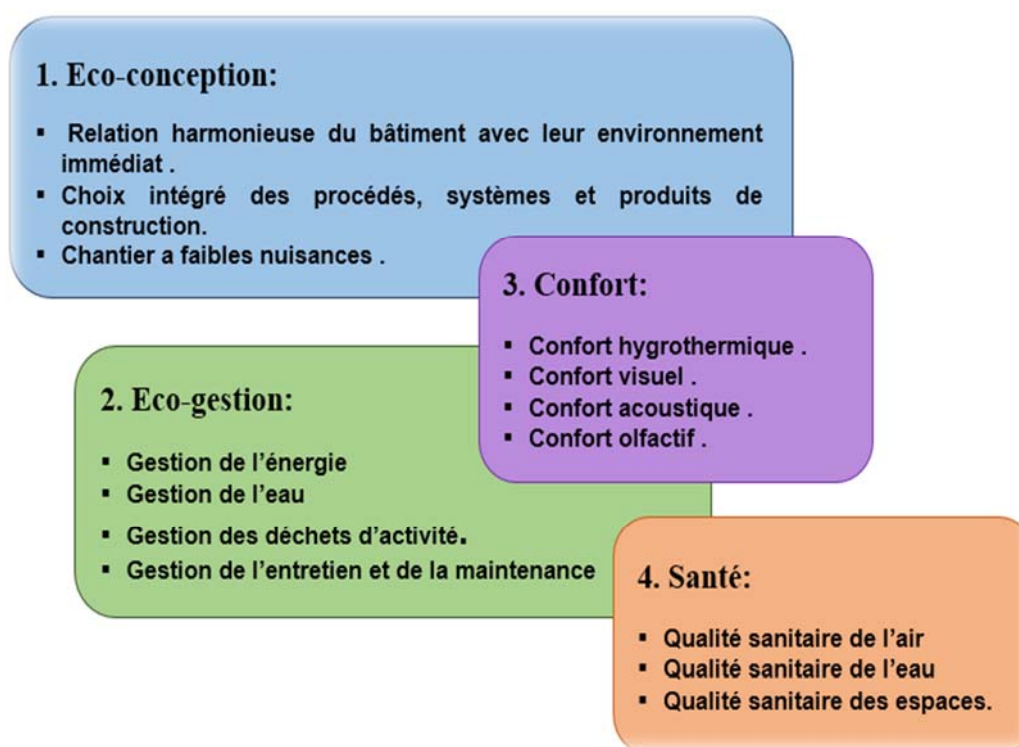 1. Eco-conception:
▪ Relation harmonieuse du bâtiment avec leur environnement
immédiat .
▪ Choix intégré des procédés, systèmes et produits de
construction.
▪ Chantier a faibles nuisances .
2. Eco-gestion:
▪ Gestion de l’énergie
▪ Gestion de l’eau
▪ Gestion des déchets d’activité.
▪ Gestion de l’entretien et de la maintenance
3. Confort:
▪ Confort hygrothermique .
▪ Confort visuel .
▪ Confort acoustique .
▪ Confort olfactif .
4. Santé:
▪ Qualité sanitaire de l’air
▪ Qualité sanitaire de l’eau
▪ Qualité sanitaire des espaces.